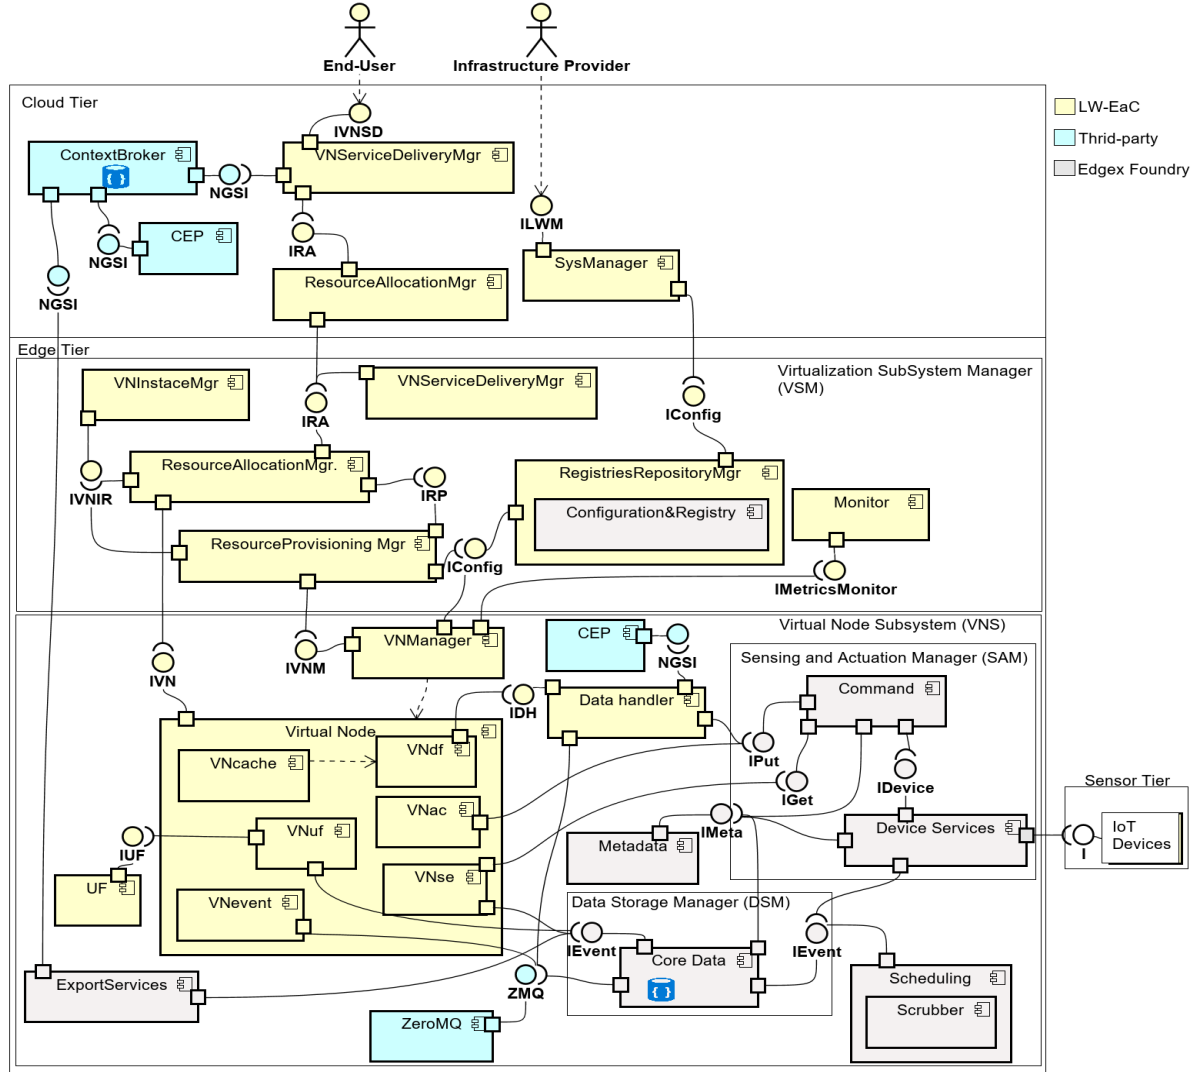 End-User
Infrastructure Provider
Cloud Tier
LW-EaC
Thrid-party
Edgex Foundry
IVNSD
ContextBroker
{ }
VNServiceDeliveryMgr
NGSI
ILWM
CEP
NGSI
IRA
SysManager
NGSI
ResourceAllocationMgr
Edge Tier
Virtualization SubSystem Manager
(VSM)
VNInstaceMgr
VNServiceDeliveryMgr
IRA
IConfig
ResourceAllocationMgr.
IVNIR
IRP
RegistriesRepositoryMgr
Configuration&Registry
Monitor
ResourceProvisioning Mgr
IConfig
IMetricsMonitor
Virtual Node Subsystem (VNS)
VNManager
CEP
NGSI
IVNM
IVN
Sensing and Actuation Manager (SAM)
Command
Data handler
IDH
Virtual Node
VNdf
VNcache
IPut
IGet
IDevice
Sensor Tier
VNac
IMeta
VNuf
IUF
Metadata
Device Services
I
IoT
Devices
UF
VNse
VNevent
Data Storage Manager (DSM)
IEvent
IEvent
Core Data
{ }
ExportServices
ZMQ
Scheduling
Scrubber
ZeroMQ